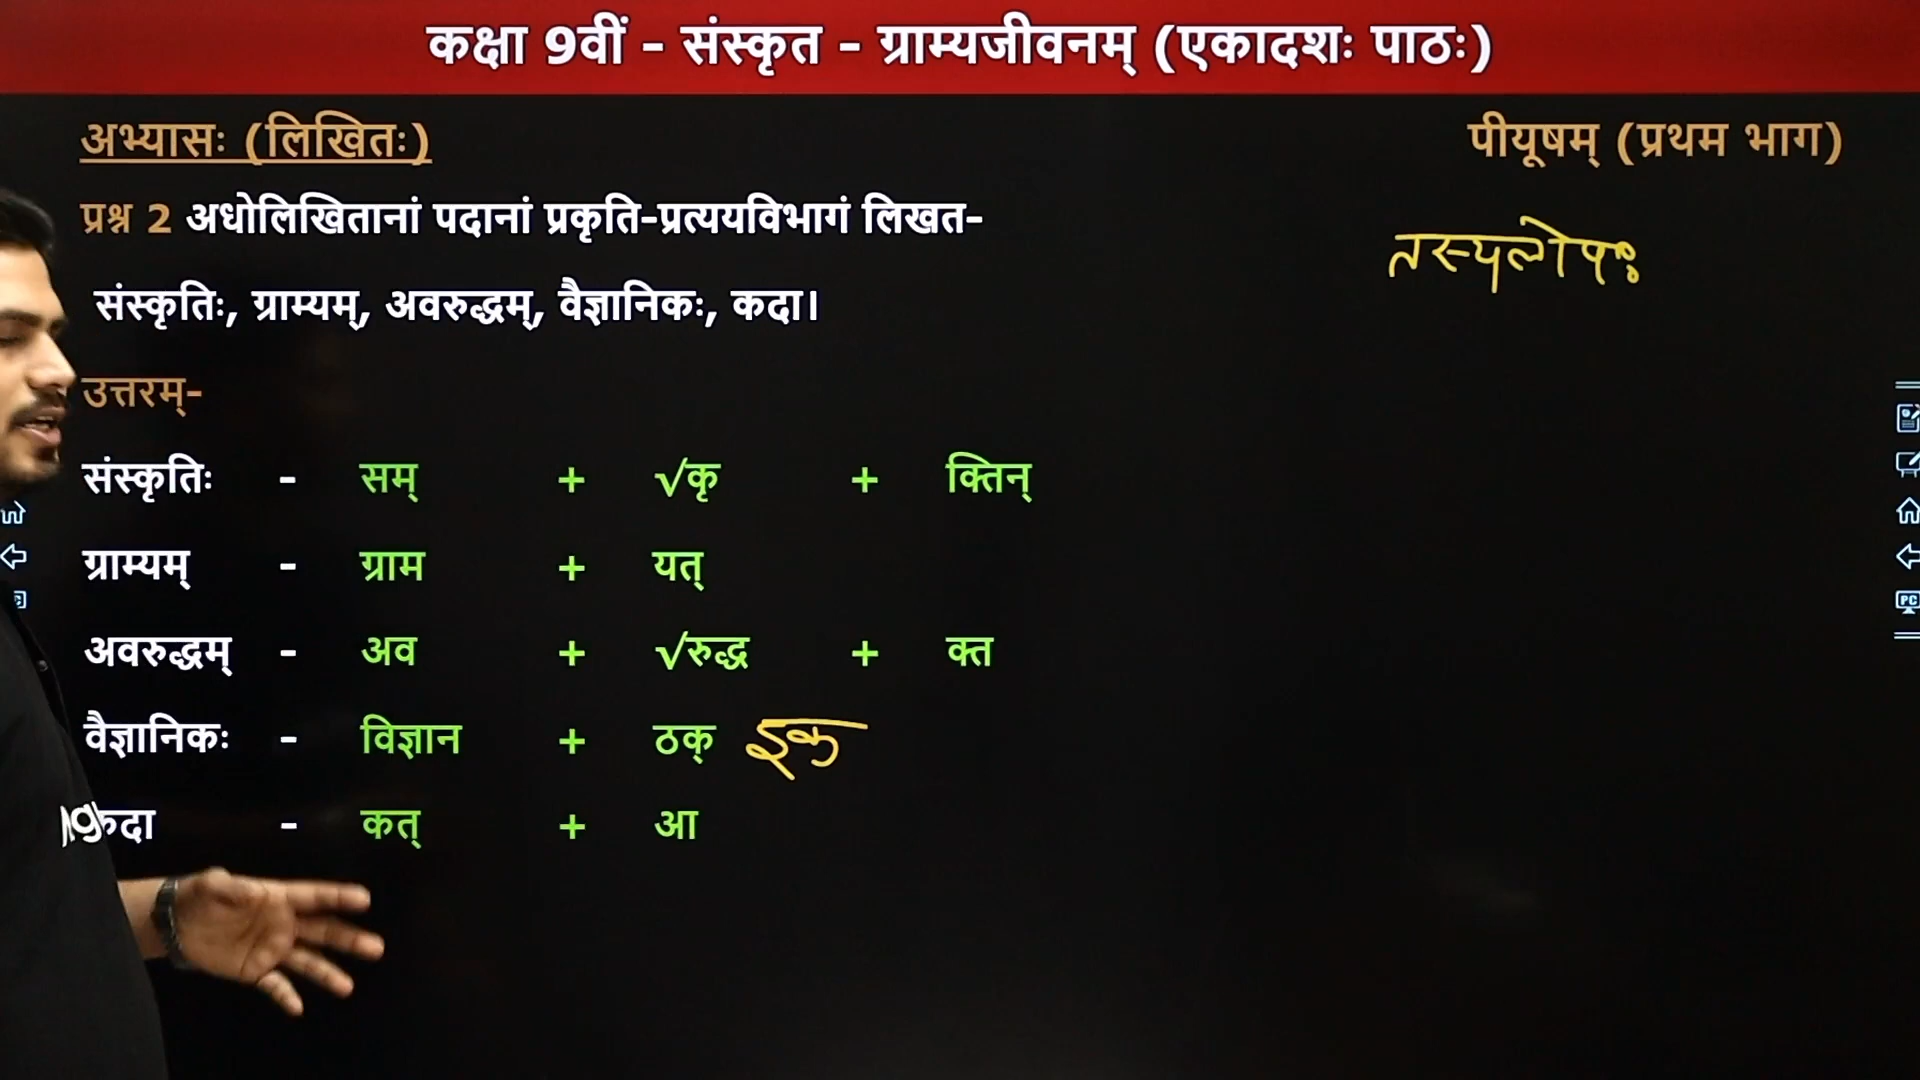 कक्षा 9वीं - संस्कृत - ग्राम्यजीवनम् (एकादशः पाठः)
अभ्यासः (लिखितः)
पीयूषम् (प्रथम भाग)
प्रश्न 2 अधोलिखितानां पदानां प्रकृति-प्रत्ययविभागं लिखत-
तस्यलोपः
संस्कृतिः, ग्राम्यम्, अवरुद्धम्, वैज्ञानिकः, कदा।
उत्तरम्-
संस्कृतिः - सम् + √कृ + क्तिन्
ग्राम्यम् - ग्राम + यत्
अवरुद्धम् - अव + √रुद्ध + क्त
वैज्ञानिकः - विज्ञान + ठक् इक
कदा - कत् + आ
PC